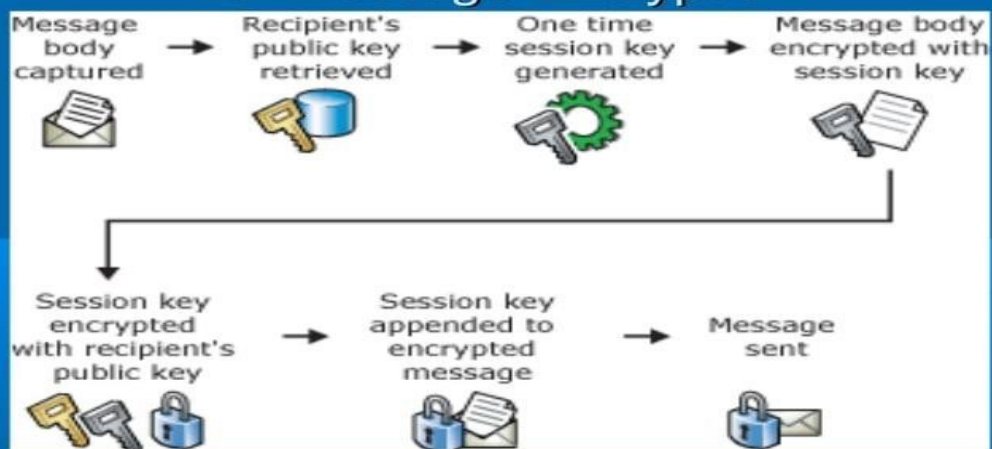 Message
body
captured
Recipient's
public key
retrieved
One time
session key
generated
Message body
encrypted with
session key
Session key
encrypted
with recipient's
public key
Session key
appended to
encrypted
message
Message
sent